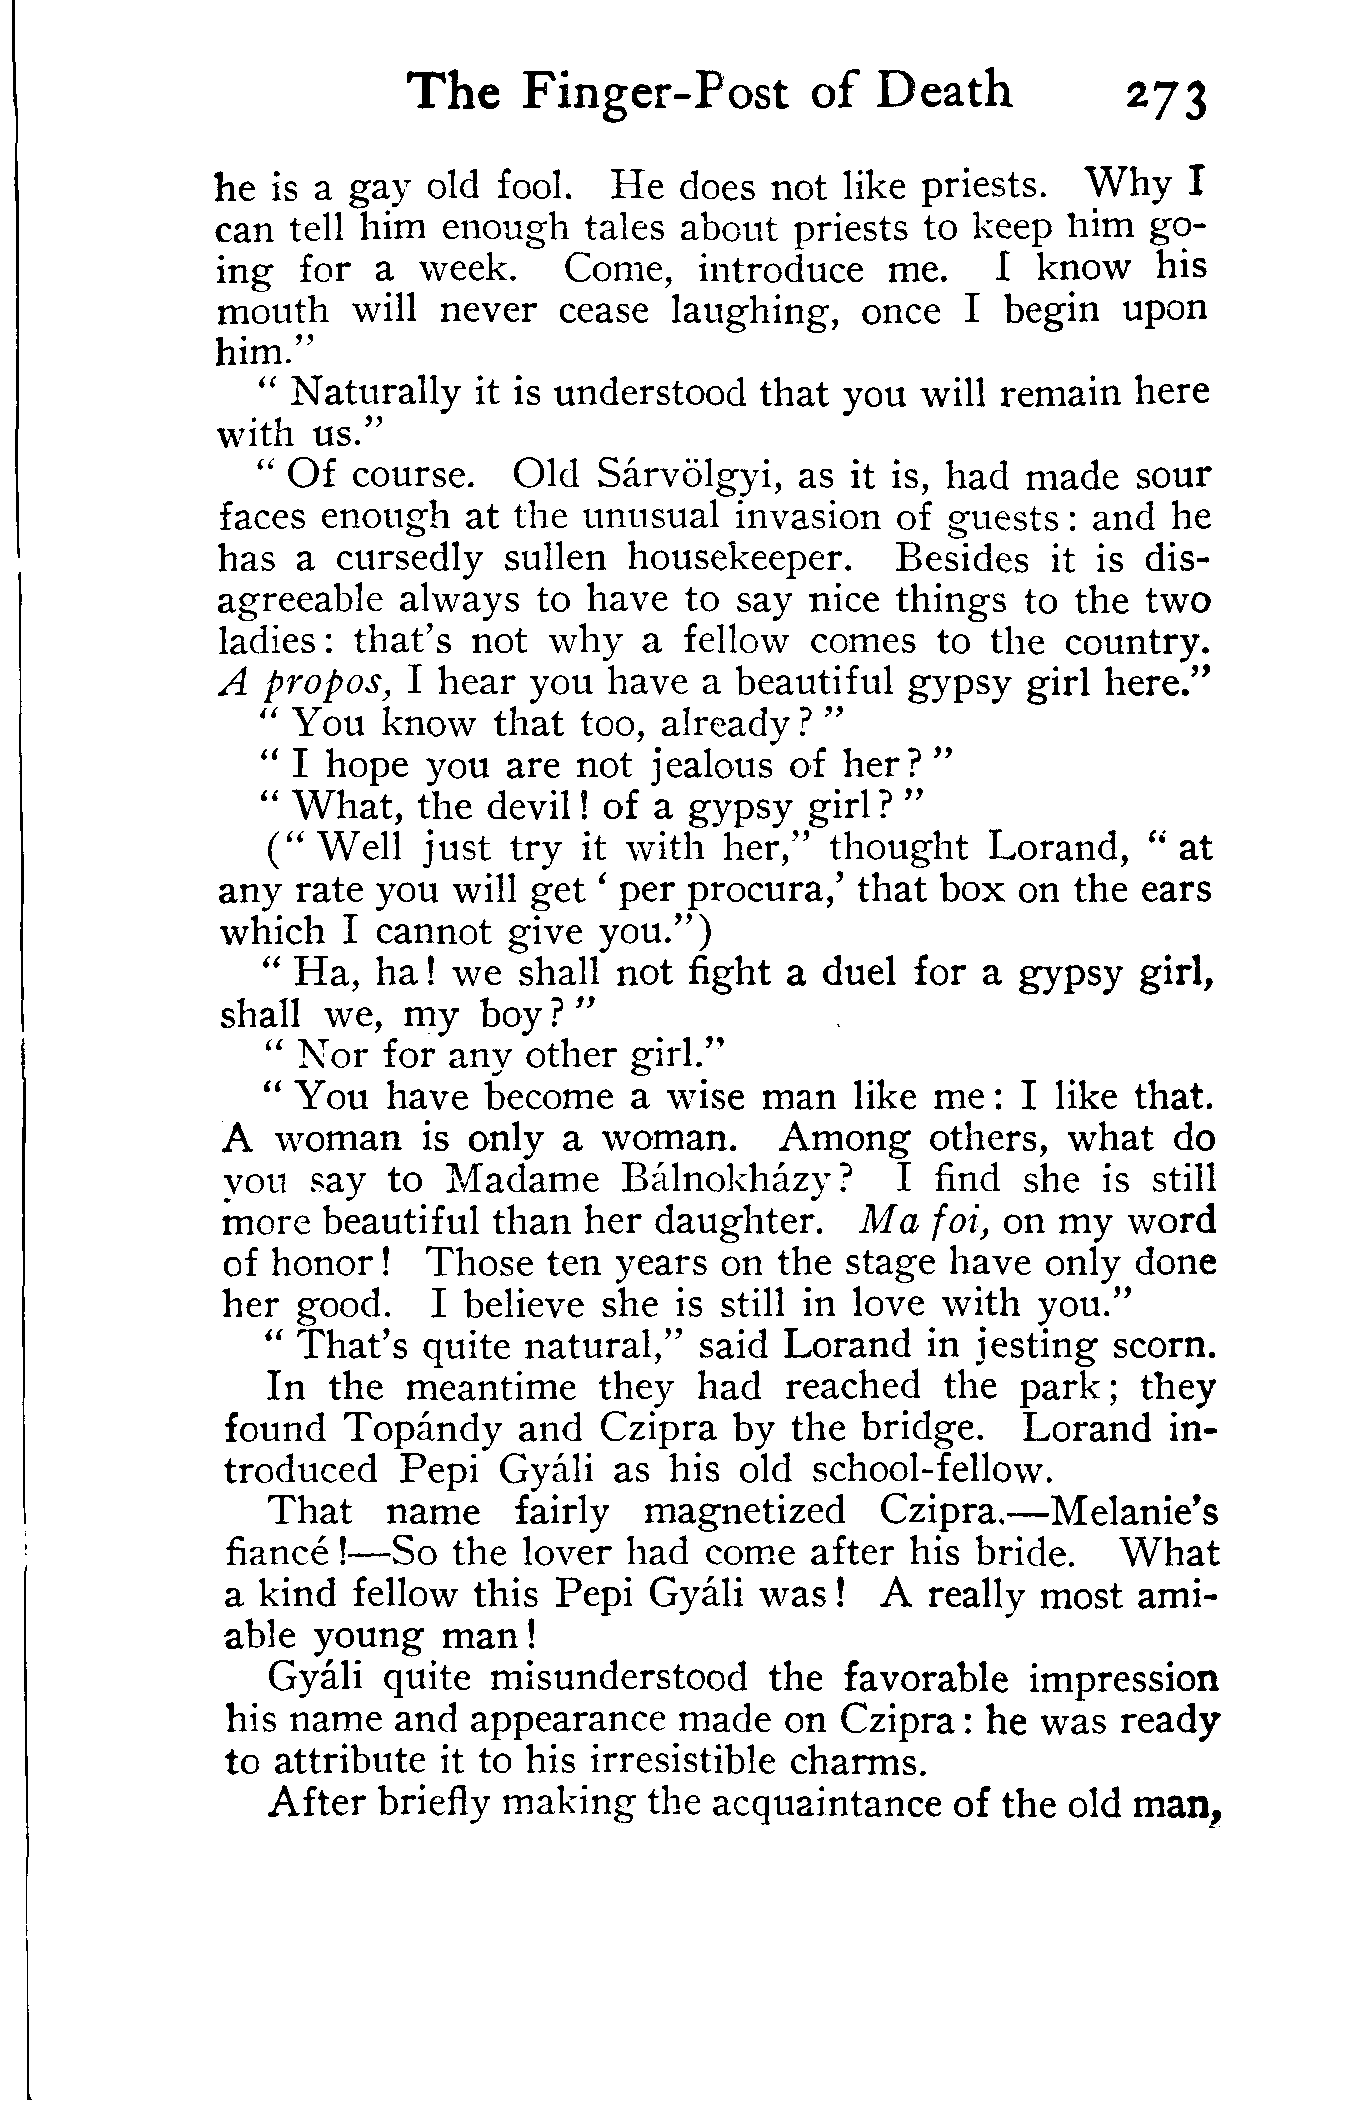 The Finger-Post of Death 273
he is a gay old fool. He does not like priests. Why I
can tell him enough tales about priests to keep him go-
ing for a week. Come, introduce me. I know his
mouth will never cease laughing, once I begin upon
him."
" Naturally it is understood that you will remain here
with us."
" Of course. Old Sárvölgyi, as it is, had made sour
faces enough at the unusual invasion of guests : and he
has a cursedly sullen housekeeper. Besides it is dis-
agreeable always to have to say nice things to the two
ladies : that's not why a fellow comes to the country.
A propos, I hear you have a beautiful gypsy girl here."
" You know that too, already ? "
" I hope you are not jealous of her ? "
" What, the devil ! of a gypsy girl ? "
(" Well just try it with her," thought Lorand, " at
any rate you will get ' per procura,' that box on the ears
which I cannot give you.")
" Ha, ha ! we shall not fight a duel for a gypsy girl,
shall we, my boy ? "
" Nor for any other girl."
" You have become a wise man like me : I like that.
A woman is only a woman. Among others, what do
you say to Madame Bálnokházy ? I find she is still
more beautiful than her daughter. Ma foi, on my word
of honor ! Those ten years on the stage have only done
her good. I believe she is still in love with you."
" That's quite natural," said Lorand in jesting scorn.
In the meantime they had reached the park ; they
found Topándy and Czipra by the bridge. Lorand in-
troduced Pepi Gyáli as his old school-fellow.
That name fairly magnetized Czipra.—Melanie's
fiancé !—So the lover had come after his bride. What
a kind fellow this Pepi Gyáli was ! A really most ami-
able young man !
Gyáli quite misunderstood the favorable impression
his name and appearance made on Czipra : he was ready
to attribute it to his irresistible charms.
After briefly making the acquaintance of the old man,